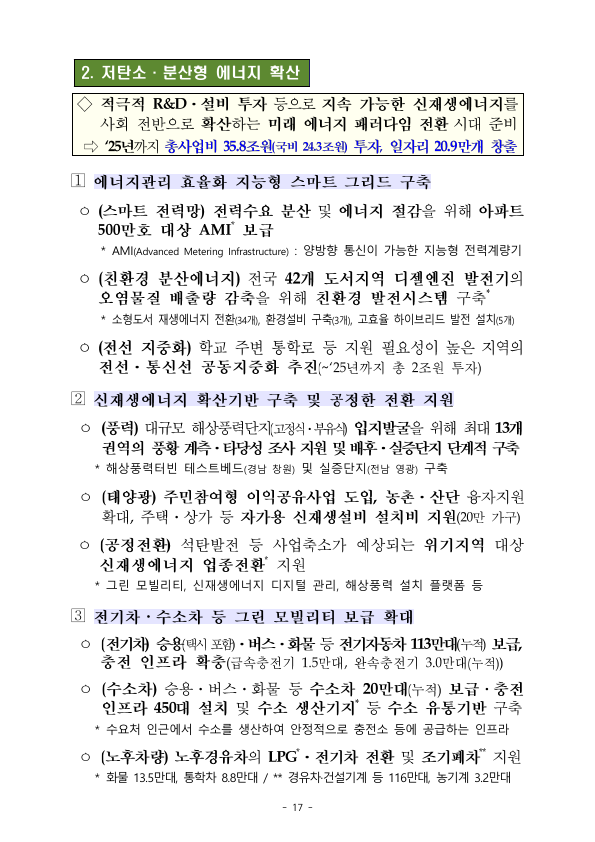 2. 저탄소·분산형 에너지 확산
◇ 적극적 R&D·설비 투자 등으로 지속 가능한 신재생에너지를
사회 전반으로 확산하는 미래 에너지 패러다임 전환 시대 준비
⇨ ‘25년까지 총사업비 35.8조원(국비 24.3조원) 투자, 일자리 20.9만개 창출
1 에너지관리 효율화 지능형 스마트 그리드 구축
ㅇ (스마트 전력망) 전력수요 분산 및 에너지 절감을 위해 아파트
500만호 대상 AMI* 보급
* AMI(Advanced Metering Infrastructure) : 양방향 통신이 가능한 지능형 전력계량기
ㅇ (친환경 분산에너지) 전국 42개 도서지역 디젤엔진 발전기의
오염물질 배출량 감축을 위해 친환경 발전시스템 구축*
* 소형도서 재생에너지 전환(34개), 환경설비 구축(3개), 고효율 하이브리드 발전 설치(5개)
ㅇ (전선 지중화) 학교 주변 통학로 등 지원 필요성이 높은 지역의
전선·통신선 공동지중화 추진(~‘25년까지 총 2조원 투자)
2 신재생에너지 확산기반 구축 및 공정한 전환 지원
ㅇ (풍력) 대규모 해상풍력단지(고정식·부유식) 입지발굴을 위해 최대 13개
권역의 풍황 계측·타당성 조사 지원 및 배후·실증단지 단계적 구축
* 해상풍력터빈 테스트베드(경남 창원) 및 실증단지(전남 영광) 구축
ㅇ (태양광) 주민참여형 이익공유사업 도입, 농촌·산단 융자지원
확대, 주택·상가 등 자가용 신재생설비 설치비 지원(20만 가구)
ㅇ (공정전환) 석탄발전 등 사업축소가 예상되는 위기지역 대상
신재생에너지 업종전환* 지원
* 그린 모빌리티, 신재생에너지 디지털 관리, 해상풍력 설치 플랫폼 등
3 전기차·수소차 등 그린 모빌리티 보급 확대
ㅇ (전기차) 승용(택시 포함)·버스·화물 등 전기자동차 113만대(누적) 보급,
충전 인프라 확충(급속충전기 1.5만대, 완속충전기 3.0만대(누적))
ㅇ (수소차) 승용·버스·화물 등 수소차 20만대(누적) 보급·충전
인프라 450대 설치 및 수소 생산기지* 등 수소 유통기반 구축
* 수요처 인근에서 수소를 생산하여 안정적으로 충전소 등에 공급하는 인프라
ㅇ (노후차량) 노후경유차의 LPG*·전기차 전환 및 조기폐차** 지원
* 화물 13.5만대, 통학차 8.8만대 / ** 경유차·건설기계 등 116만대, 농기계 3.2만대
- 17 -